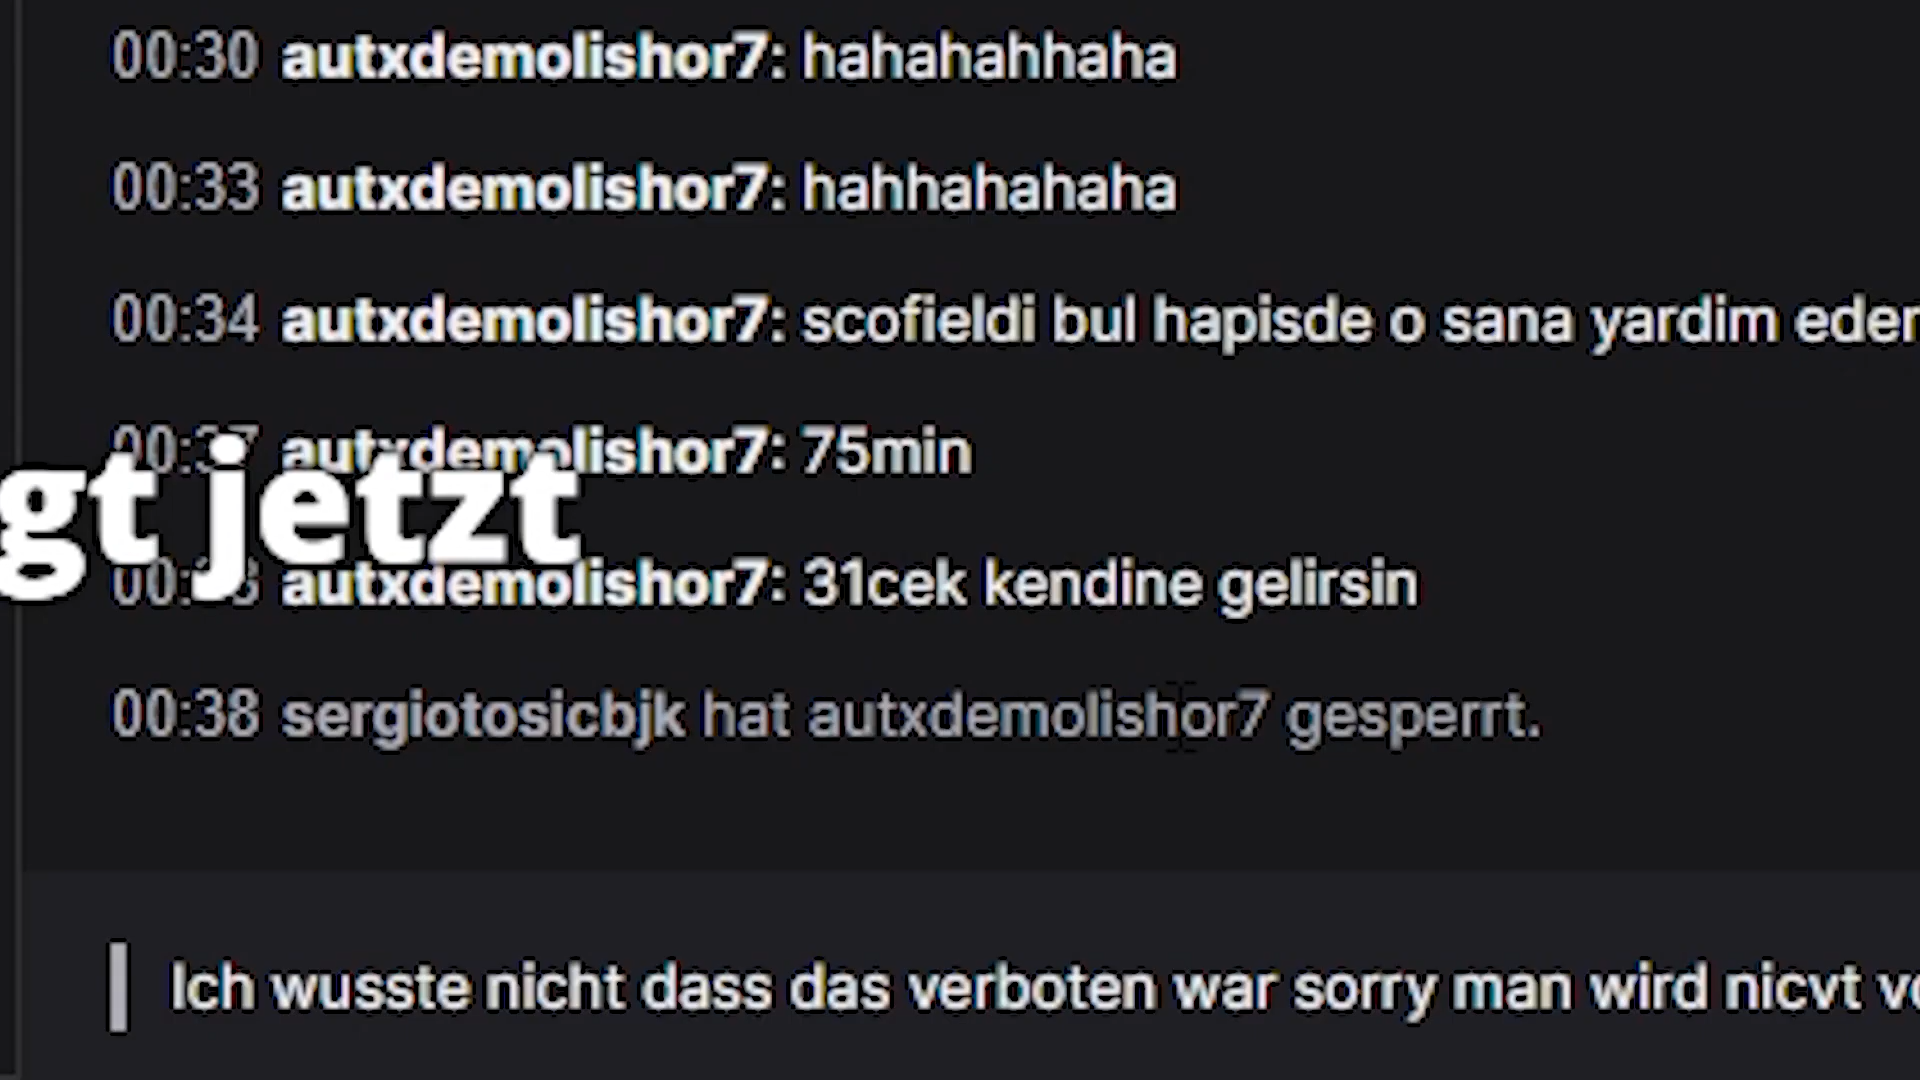 00:30 autxdemolishor7: hahahahhaha
00:33 autxdemolishor7: hahhahahaha
00:34 autxdemolishor7: scofieldi bul hapisde o sana yardim eder
00:37 autxdemolishor7: 75min
gt jetzt
autxdemolishor7: 31cek kendine gelirsin
00:38 sergiotosicbjk hat autxdemolishor7 gesperrt.
Ich wusste nicht dass das verboten war sorry man wird nicvt